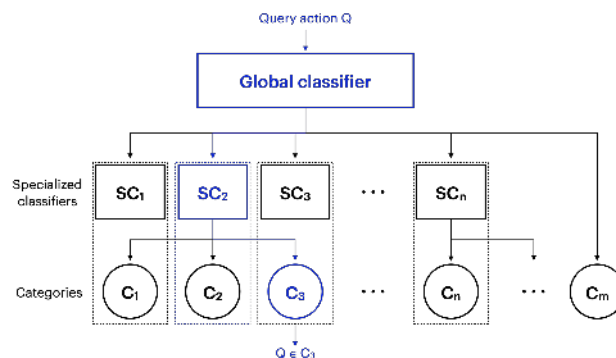 Query action Q
Global classifier
Specialized
classifiers
SC₁
SC₂
SC₃
...
SCₙ
Categories
C₁
C₂
C₃
Cₙ
...
Cₘ
Q ∈ C₃